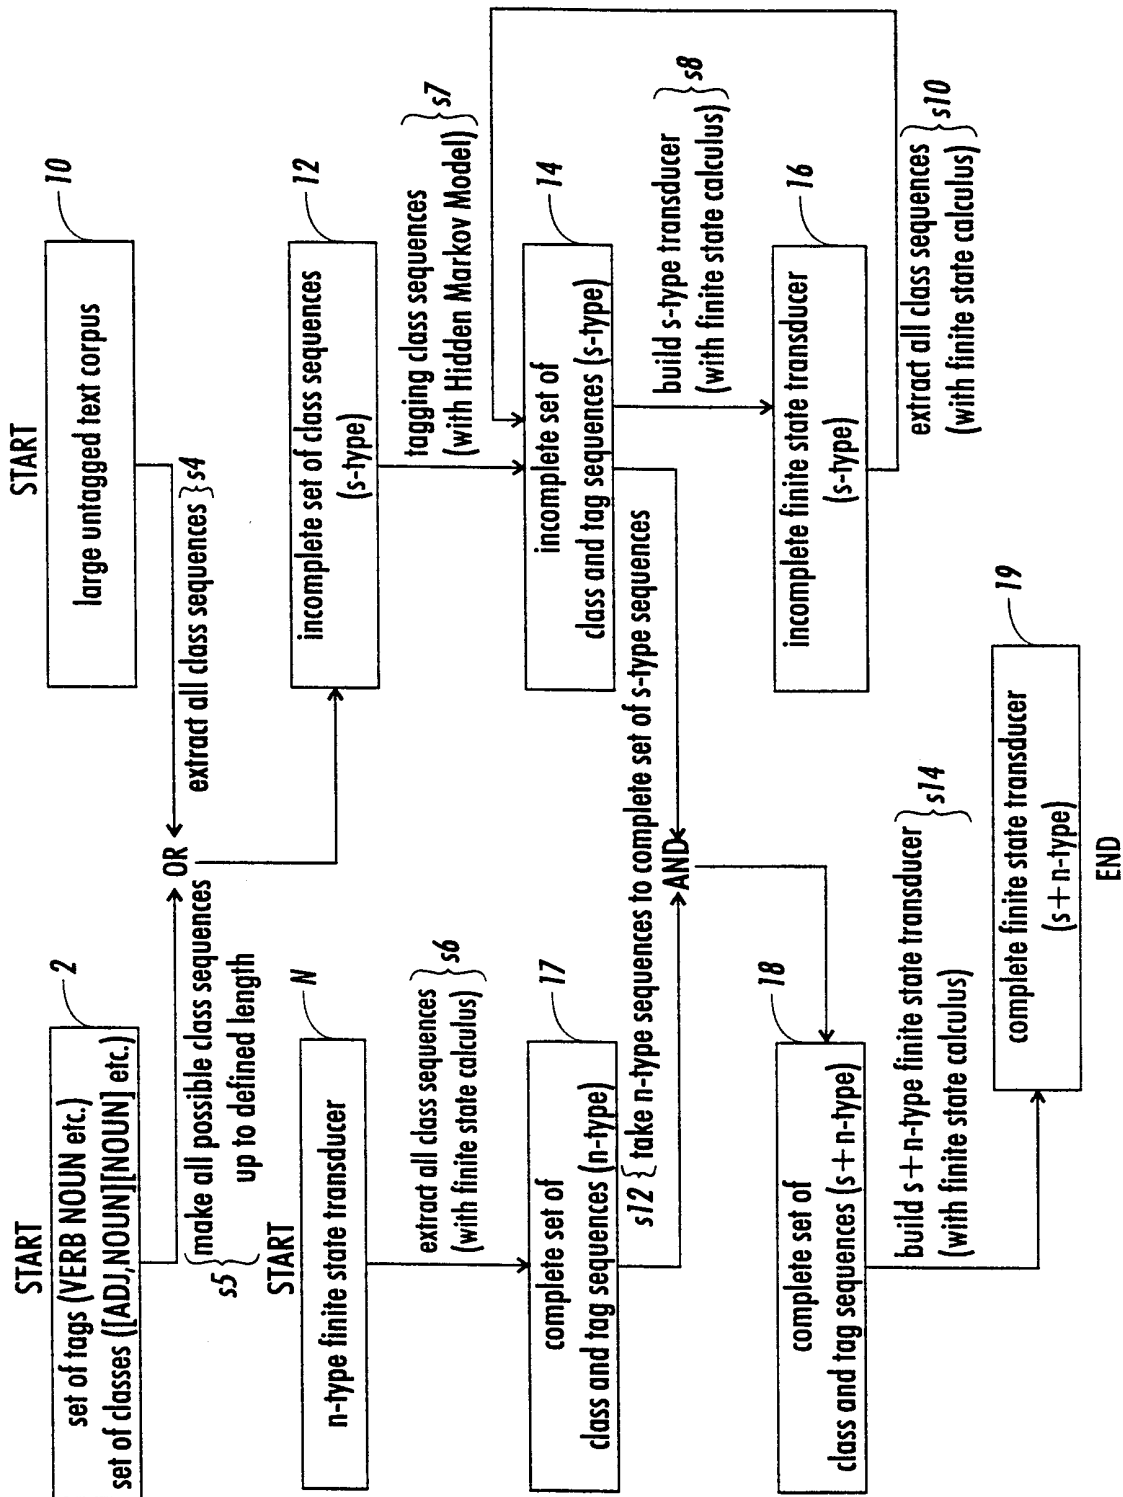 START
set of tags (VERB NOUN etc.)
set of classes ([ADJ,NOUN][NOUN] etc.)
2
START
large untagged text corpus
10
extract all class sequences } s4
OR
make all possible class sequences
up to defined length
s5
START
n-type finite state transducer
N
incomplete set of class sequences
(s-type)
12
extract all class sequences
(with finite state calculus)
s6
tagging class sequences
(with Hidden Markov Model)
s7
complete set of
class and tag sequences (n-type)
17
incomplete set of
class and tag sequences (s-type)
14
s12 { take n-type sequences to complete set of s-type sequences
AND
build s-type transducer
(with finite state calculus)
s8
complete set of
class and tag sequences (s+n-type)
18
incomplete finite state transducer
(s-type)
16
build s+n-type finite state transducer
(with finite state calculus)
s14
extract all class sequences
(with finite state calculus)
s10
complete finite state transducer
(s+n-type)
19
END